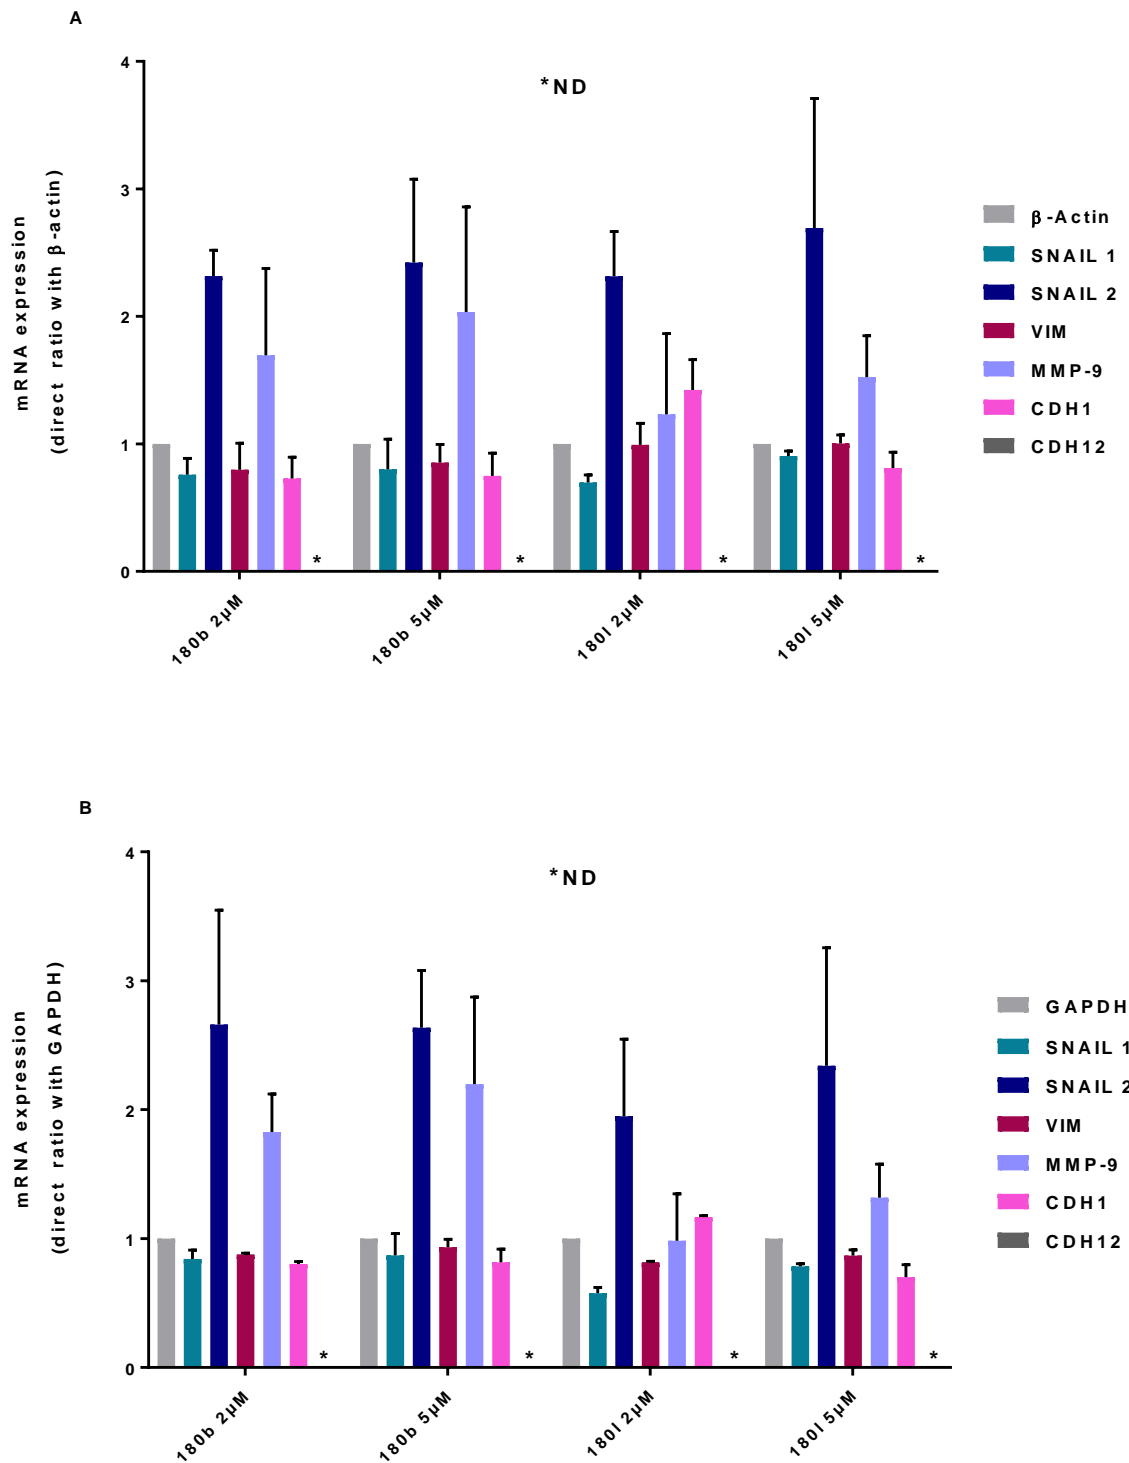 A
4
3
2
1
0
mRNA expression
(direct ratio with β-actin)
*ND
* * * *
180b 2µM
180b 5µM
180l 2µM
180l 5µM
β-Actin
SNAIL 1
SNAIL 2
VIM
MMP-9
CDH1
CDH12
B
4
3
2
1
0
mRNA expression
(direct ratio with GAPDH)
*ND
* * * *
180b 2µM
180b 5µM
180l 2µM
180l 5µM
GAPDH
SNAIL 1
SNAIL 2
VIM
MMP-9
CDH1
CDH12